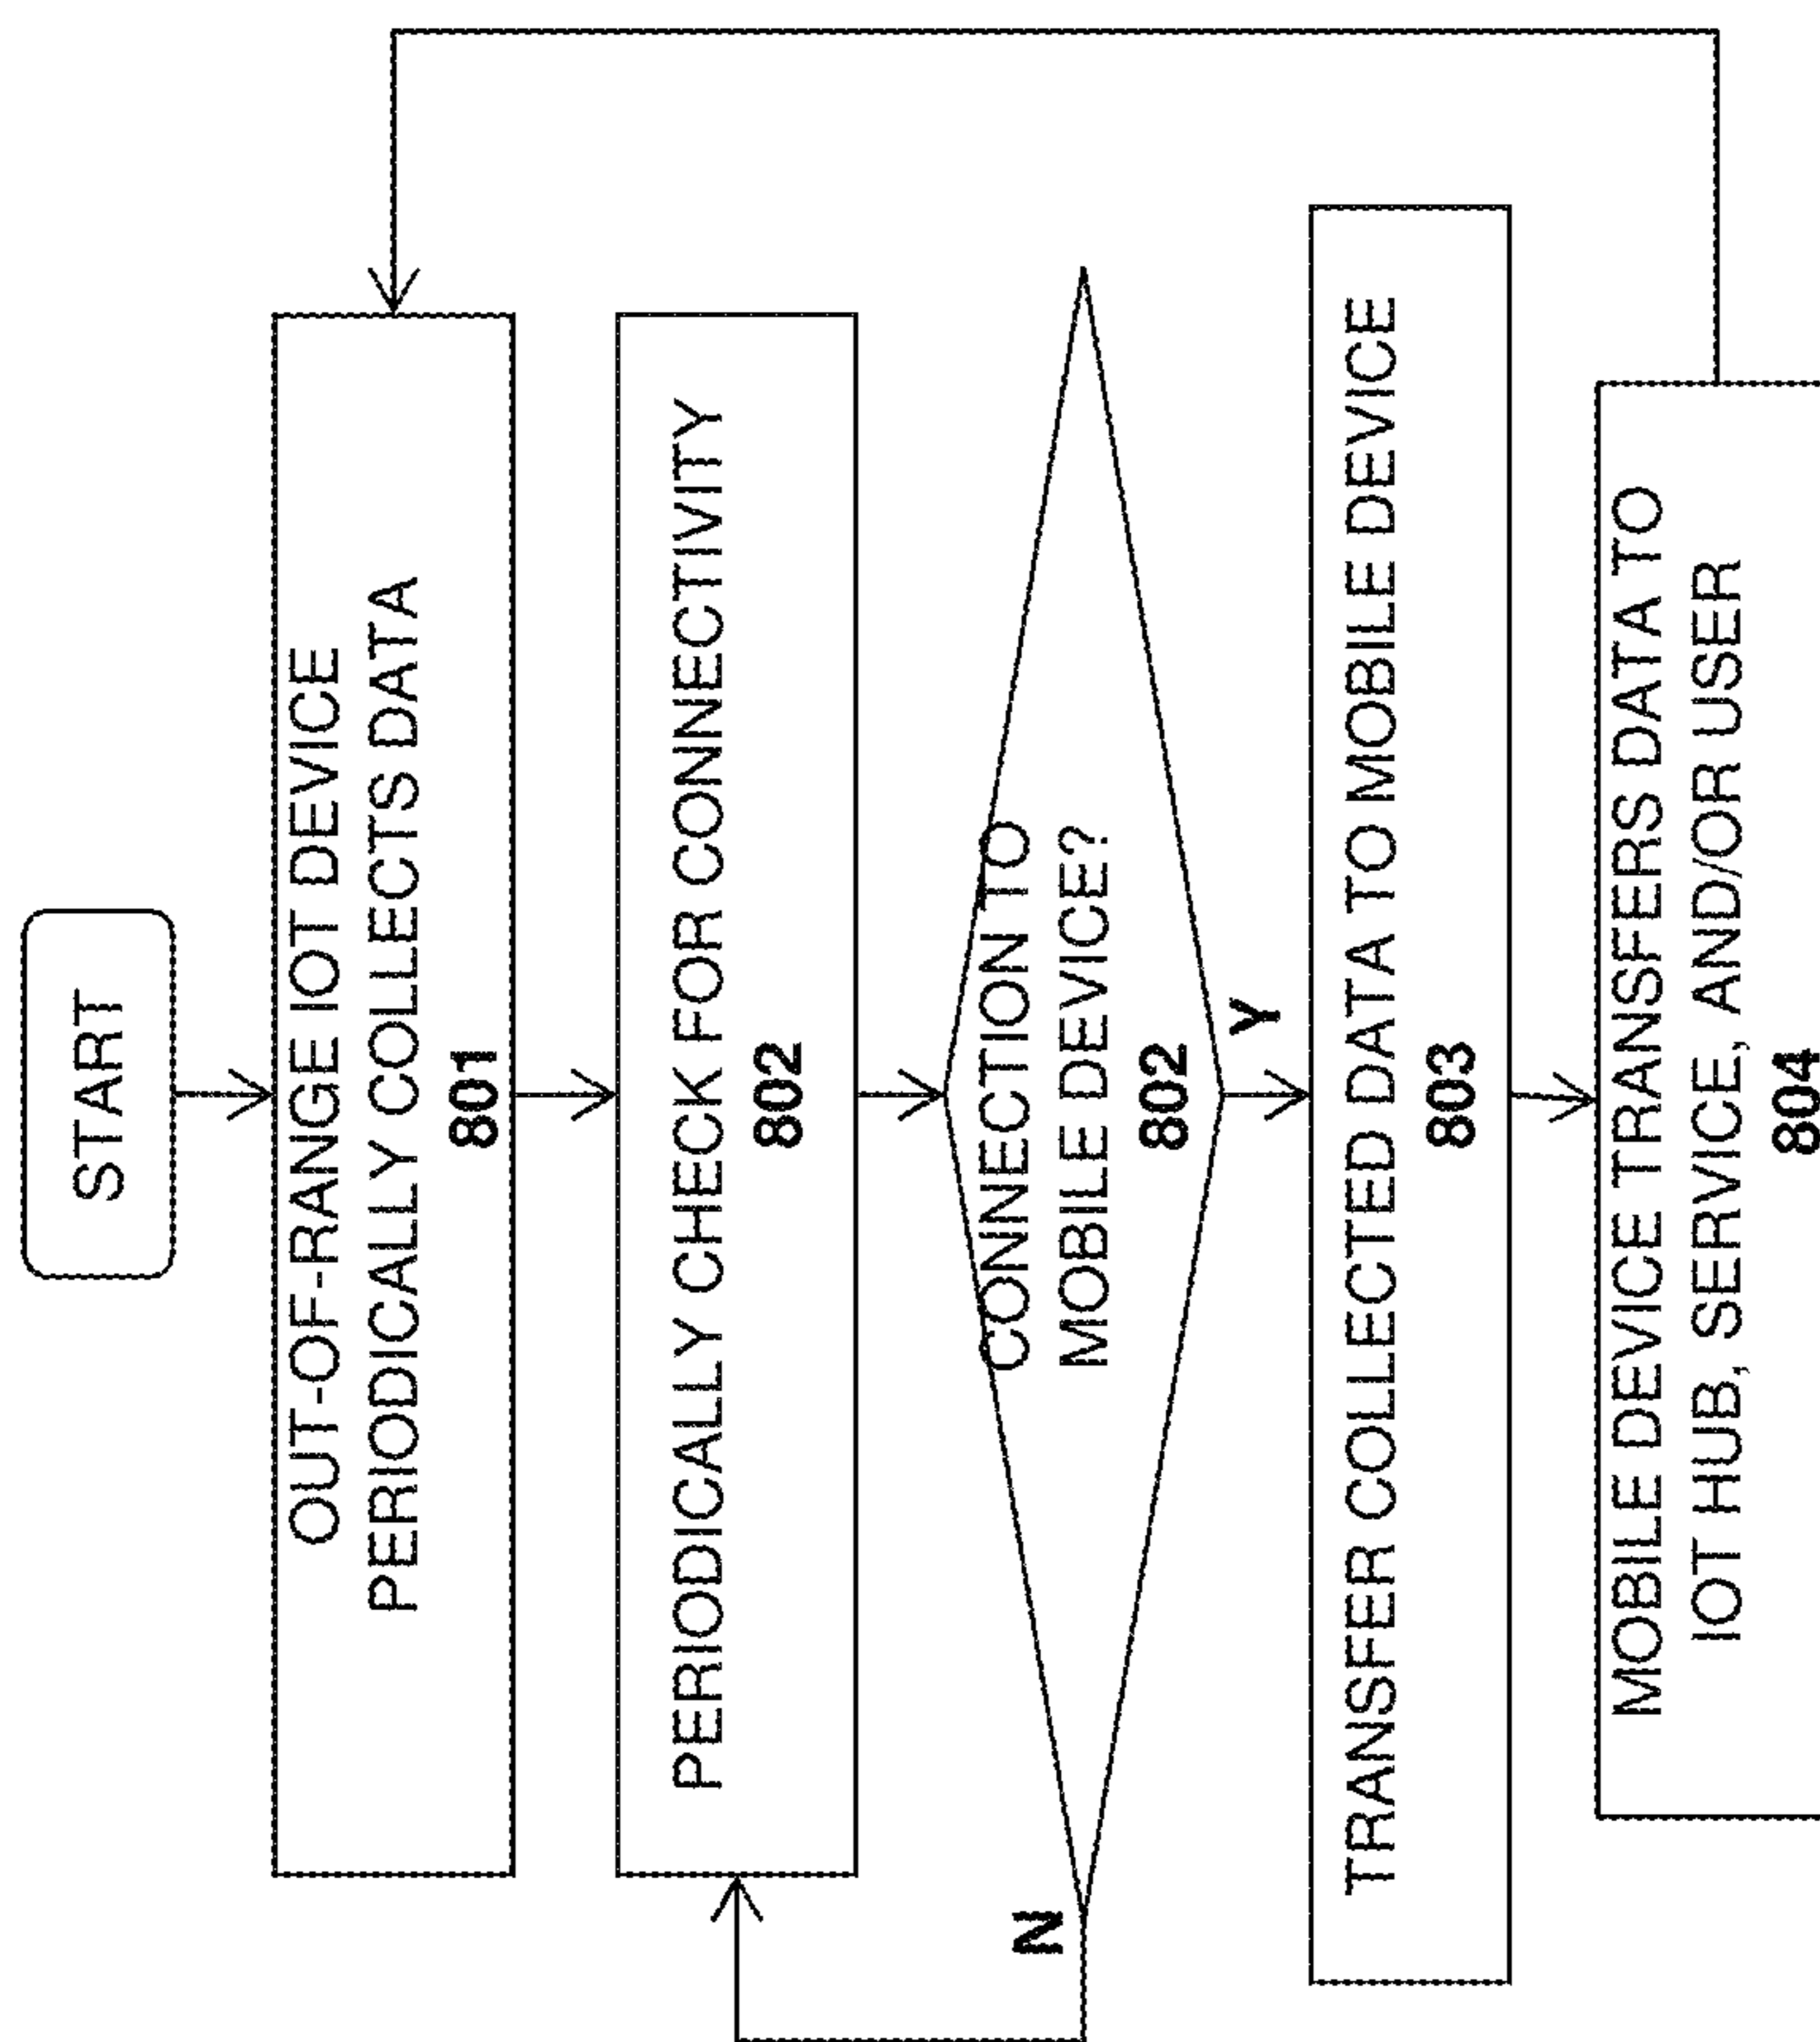 START
OUT-OF-RANGE IOT DEVICE
PERIODICALLY COLLECTS DATA
801
PERIODICALLY CHECK FOR CONNECTIVITY
802
CONNECTION TO
MOBILE DEVICE?
802
N
Y
TRANSFER COLLECTED DATA TO MOBILE DEVICE
803
MOBILE DEVICE TRANSFERS DATA TO
IOT HUB, SERVICE, AND/OR USER
804